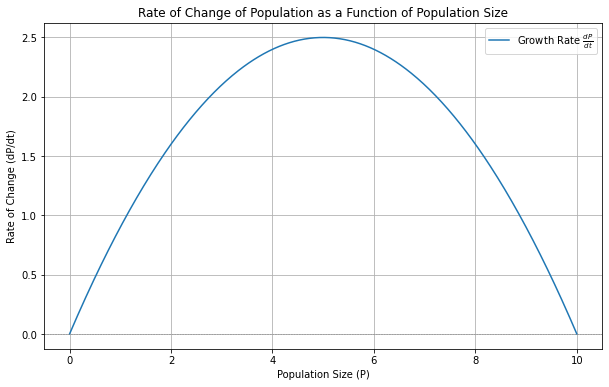 Rate of Change of Population as a Function of Population Size
Growth Rate dP/dt
Rate of Change (dP/dt)
2.5
2.0
1.5
1.0
0.5
0.0
0 2 4 6 8 10
Population Size (P)